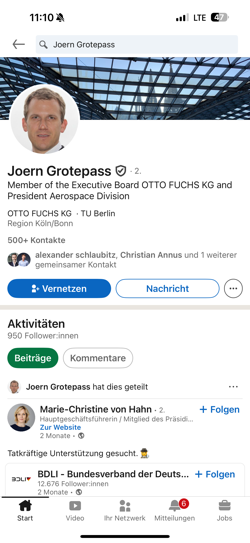 11:10
LTE 47
Joern Grotepass
Joern Grotepass · 2.
Member of the Executive Board OTTO FUCHS KG and
President Aerospace Division
OTTO FUCHS KG · TU Berlin
Region Köln/Bonn
500+ Kontakte
alexander schlaubitz, Christian Annus und 1 weiterer
gemeinsamer Kontakt
Vernetzen
Nachricht
Aktivitäten
950 Follower:innen
Beiträge
Kommentare
Joern Grotepass hat dies geteilt
Marie-Christine von Hahn · 2.
+ Folgen
Hauptgeschäftsführerin / Mitglied des Präsidi...
Zur Website
2 Monate •
Tatkräftige Unterstützung gesucht.
BDLI
BDLI - Bundesverband der Deuts...
+ Folgen
12.676 Follower:innen
2 Monate •
6
Start
Video
Ihr Netzwerk
Mitteilungen
Jobs